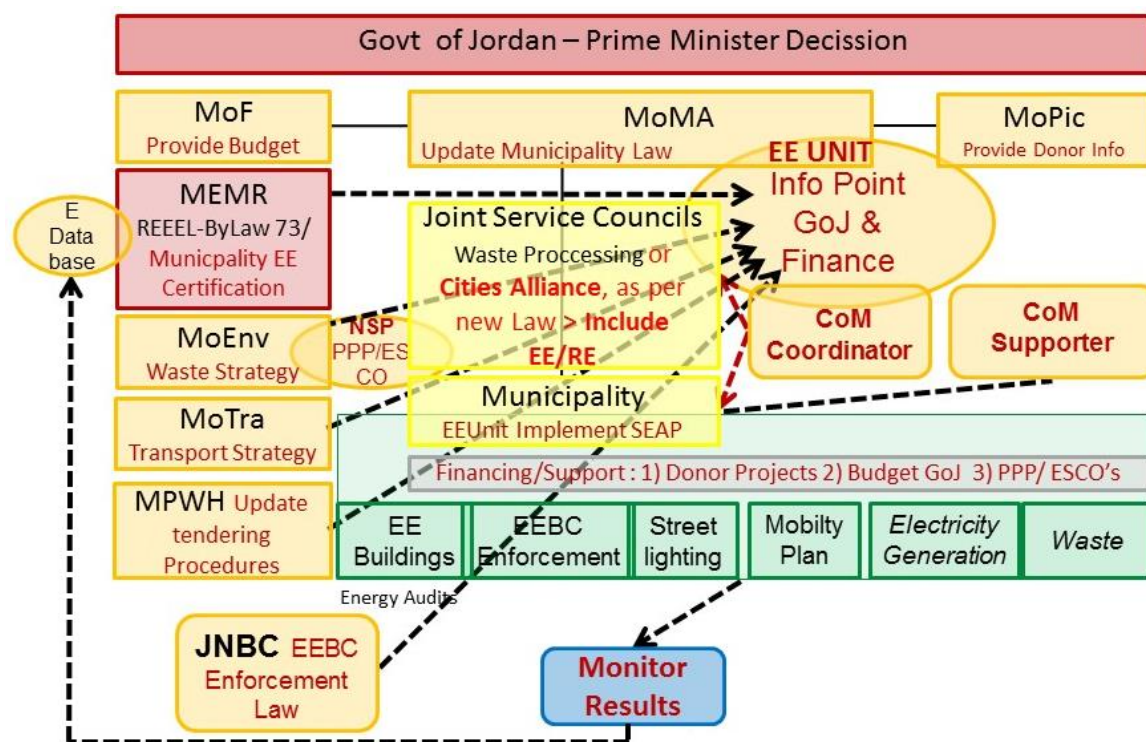 Govt of Jordan – Prime Minister Decission
MoF
Provide Budget
MoMA
Update Municipality Law
MoPic
Provide Donor Info
EE UNIT
Info Point
GoJ &
Finance
E
Data
base
MEMR
REEEL-ByLaw 73/
Municpality EE
Certification
Joint Service Councils
Waste Proccessing or
Cities Alliance, as per
new Law > Include
EE/RE
MoEnv
Waste Strategy
NSP
PPP/ES
CO
CoM
Coordinator
CoM
Supporter
Municipality
EEUnit Implement SEAP
MoTra
Transport Strategy
Financing/Support : 1) Donor Projects 2) Budget GoJ 3) PPP/ ESCO's
MPWH Update
tendering
Procedures
EE
Buildings
EEBC
Enforcement
Street
lighting
Mobilty
Plan
Electricity
Generation
Waste
Energy Audits
JNBC EEBC
Enforcement
Law
Monitor
Results